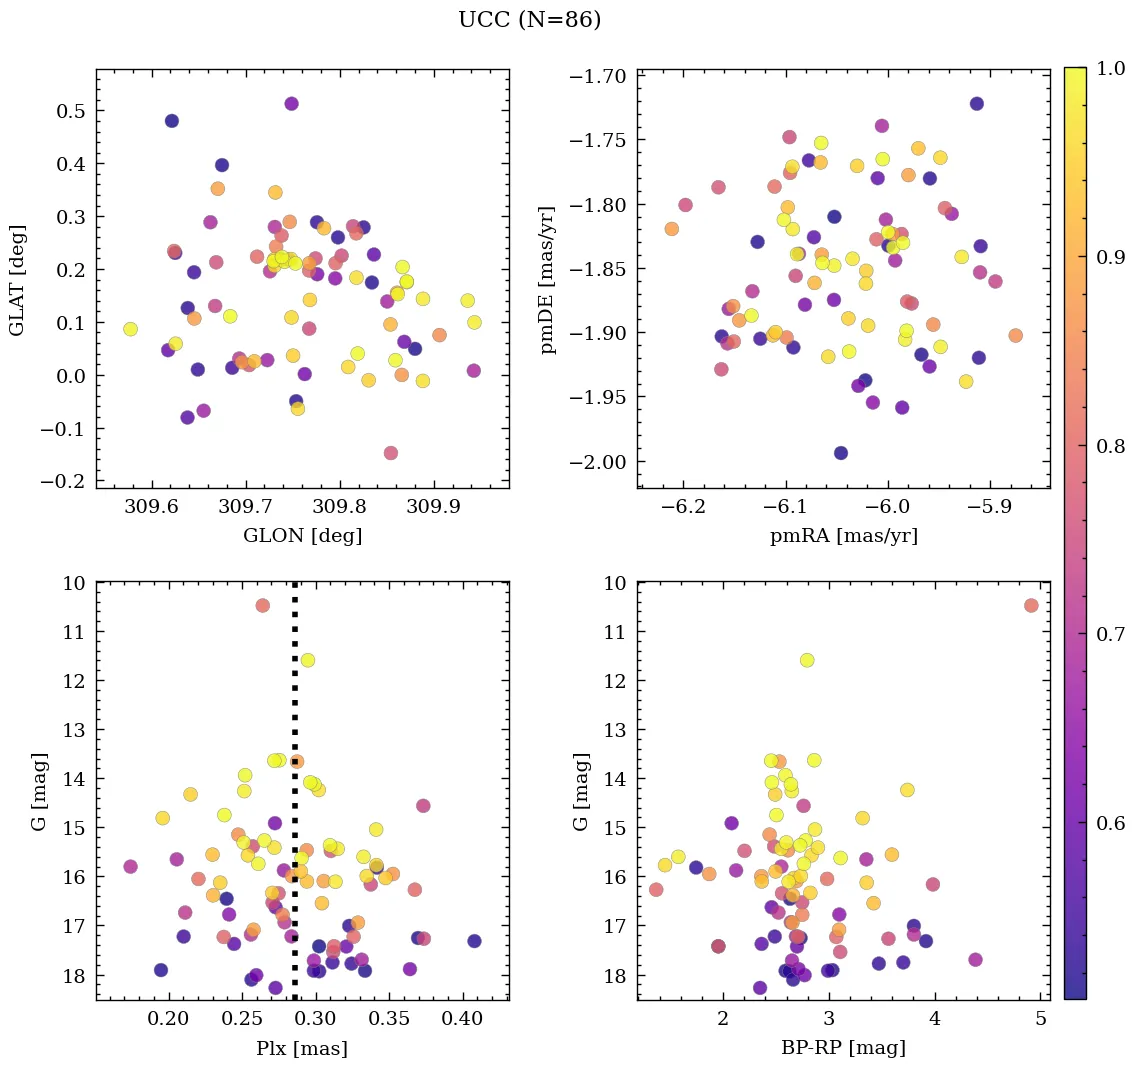 UCC (N=86)
0.5
0.4
0.3
0.2
0.1
0.0
−0.1
−0.2
GLAT [deg]
309.6 309.7 309.8 309.9
GLON [deg]
−1.70
−1.75
−1.80
−1.85
−1.90
−1.95
−2.00
pmDE [mas/yr]
−6.2 −6.1 −6.0 −5.9
pmRA [mas/yr]
10
11
12
13
14
15
16
17
18
G [mag]
0.20 0.25 0.30 0.35 0.40
Plx [mas]
10
11
12
13
14
15
16
17
18
G [mag]
2 3 4 5
BP-RP [mag]
1.0
0.9
0.8
0.7
0.6